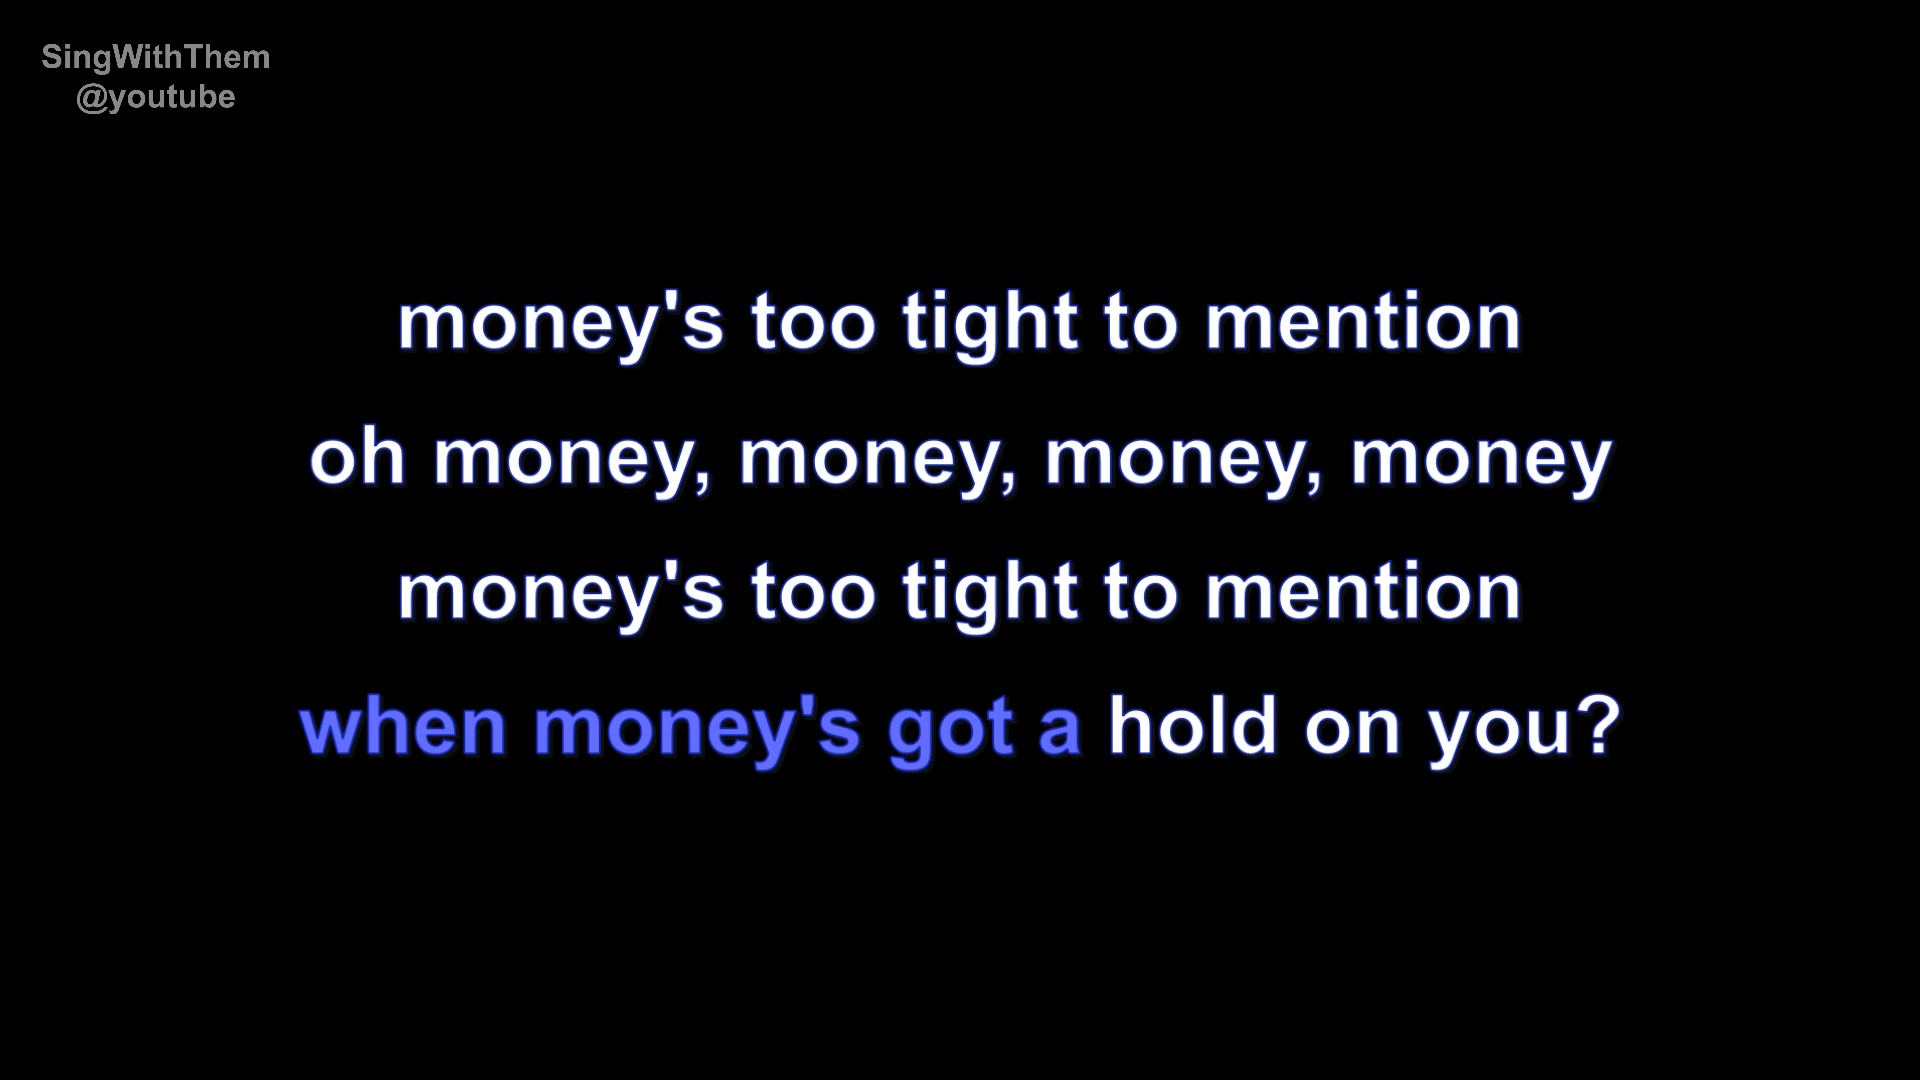 SingWithThem
@youtube
money's too tight to mention
oh money, money, money, money
money's too tight to mention
when money's got a hold on you?